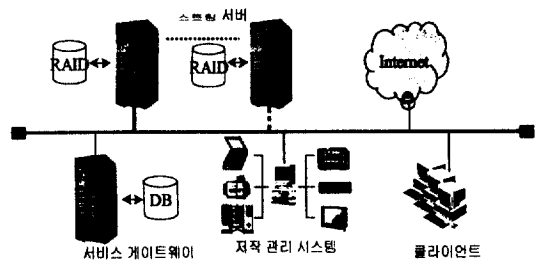 스트림 서버
RAID
RAID
Internet
DB
서비스 게이트웨이
저작 관리 시스템
클라이언트